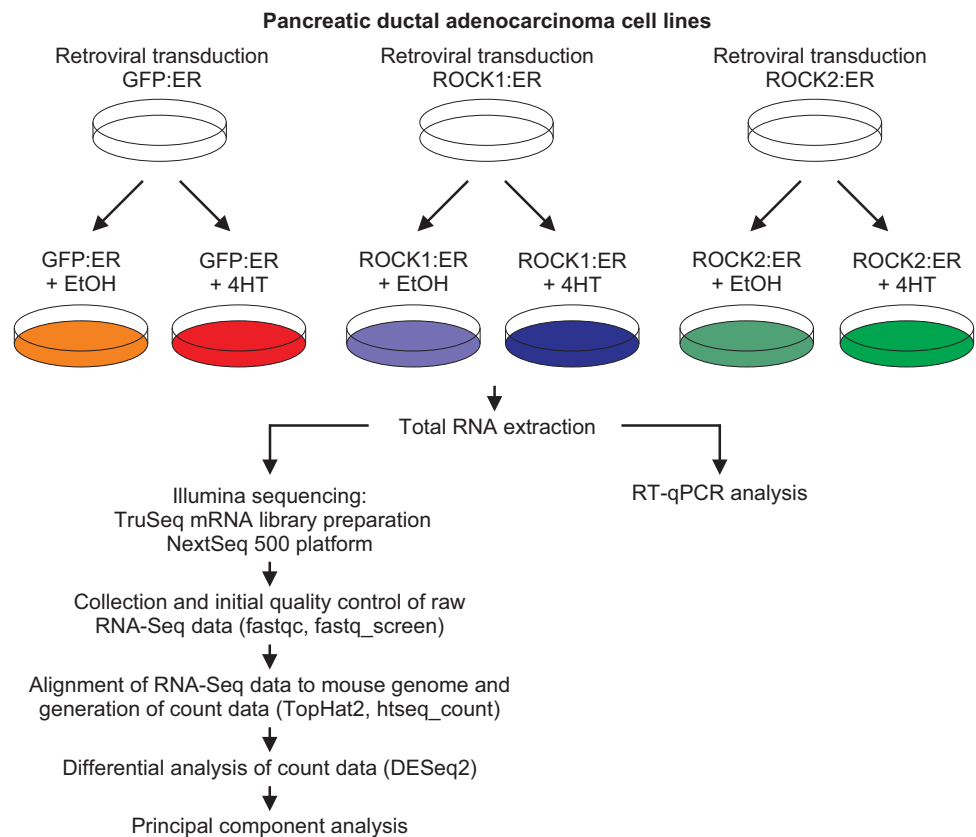 Pancreatic ductal adenocarcinoma cell lines
Retroviral transduction
GFP:ER
Retroviral transduction
ROCK1:ER
Retroviral transduction
ROCK2:ER
GFP:ER
+ EtOH
GFP:ER
+ 4HT
ROCK1:ER
+ EtOH
ROCK1:ER
+ 4HT
ROCK2:ER
+ EtOH
ROCK2:ER
+ 4HT
Total RNA extraction
Illumina sequencing:
TruSeq mRNA library preparation
NextSeq 500 platform
RT-qPCR analysis
Collection and initial quality control of raw
RNA-Seq data (fastqc, fastq_screen)
Alignment of RNA-Seq data to mouse genome and
generation of count data (TopHat2, htseq_count)
Differential analysis of count data (DESeq2)
Principal component analysis